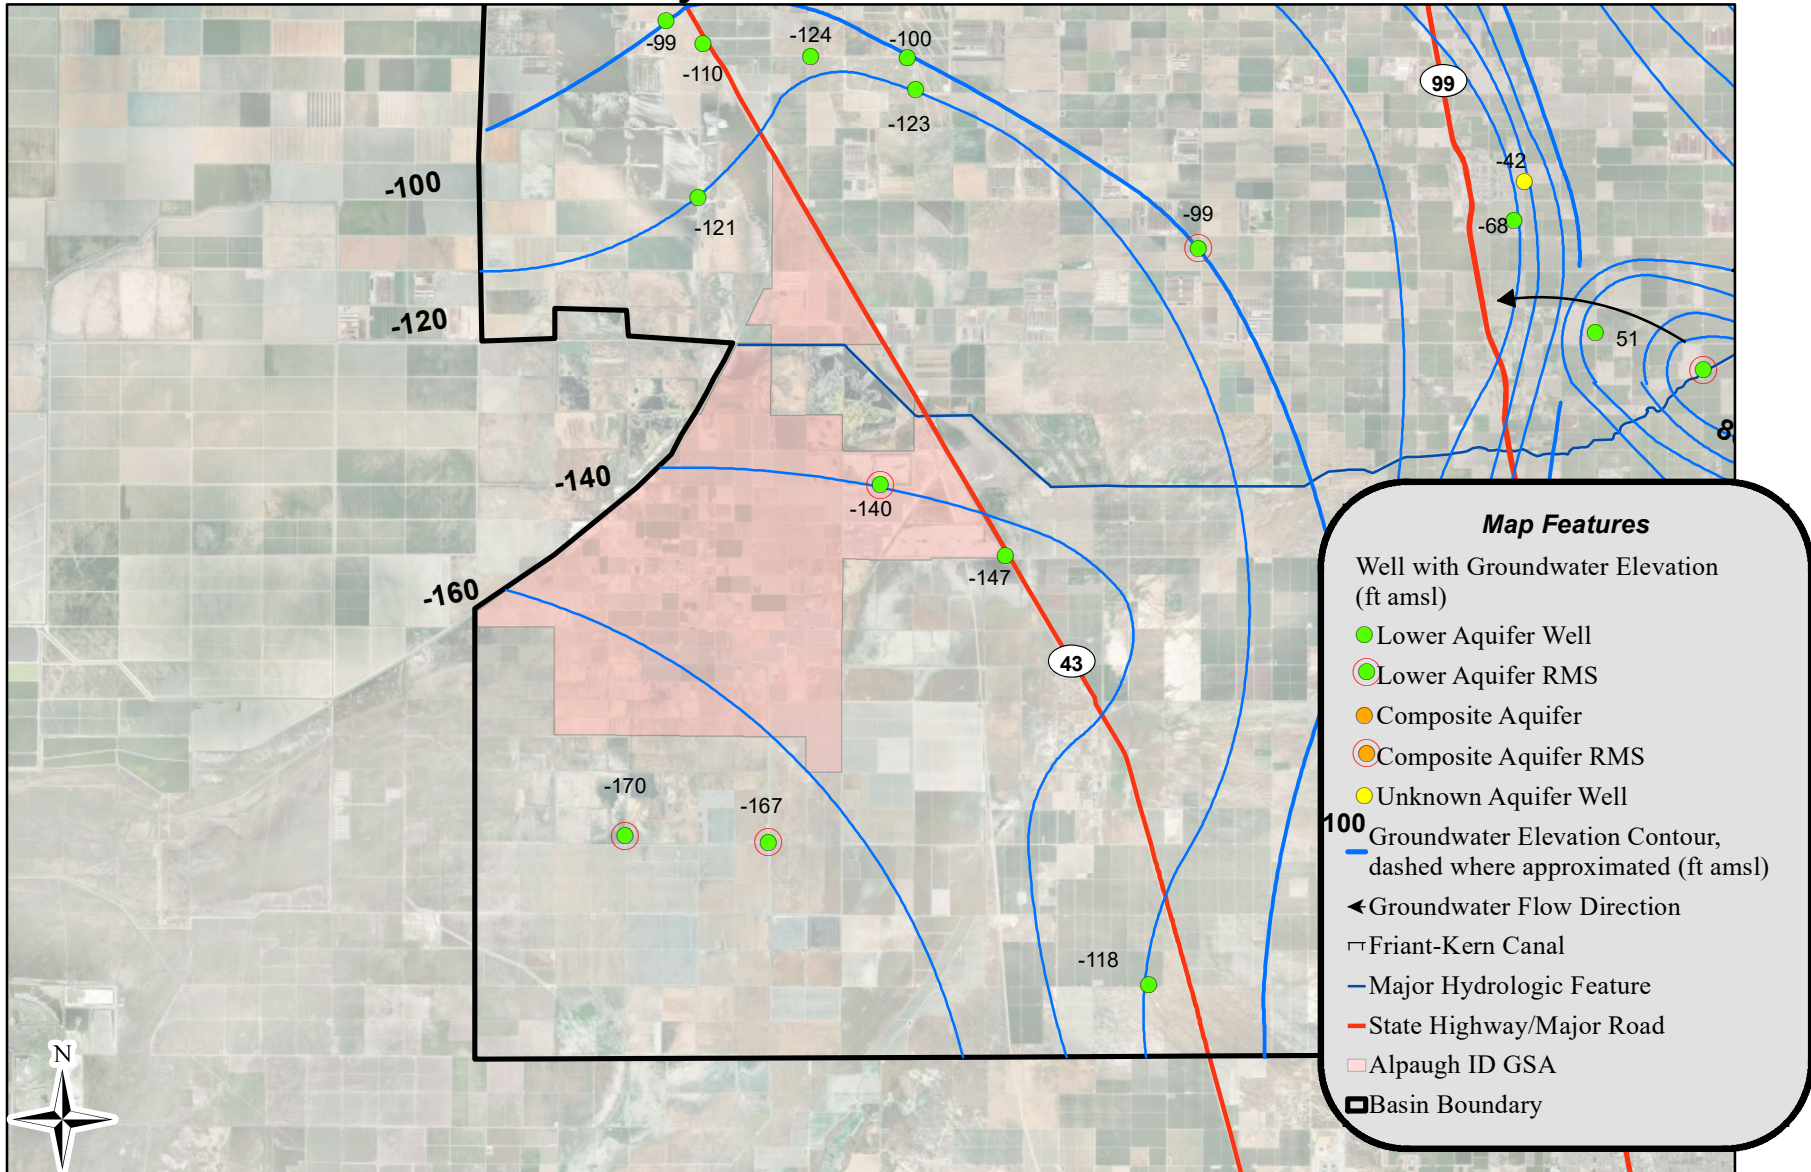 -99
-110
-124
-100
-123
99
-42
-100
-121
-99
-68
-120
51
8
-140
-140
-147
-160
43
-170
-167
-118
100
N
Map Features
Well with Groundwater Elevation
(ft amsl)
Lower Aquifer Well
Lower Aquifer RMS
Composite Aquifer
Composite Aquifer RMS
Unknown Aquifer Well
Groundwater Elevation Contour,
dashed where approximated (ft amsl)
Groundwater Flow Direction
Friant-Kern Canal
Major Hydrologic Feature
State Highway/Major Road
Alpaugh ID GSA
Basin Boundary